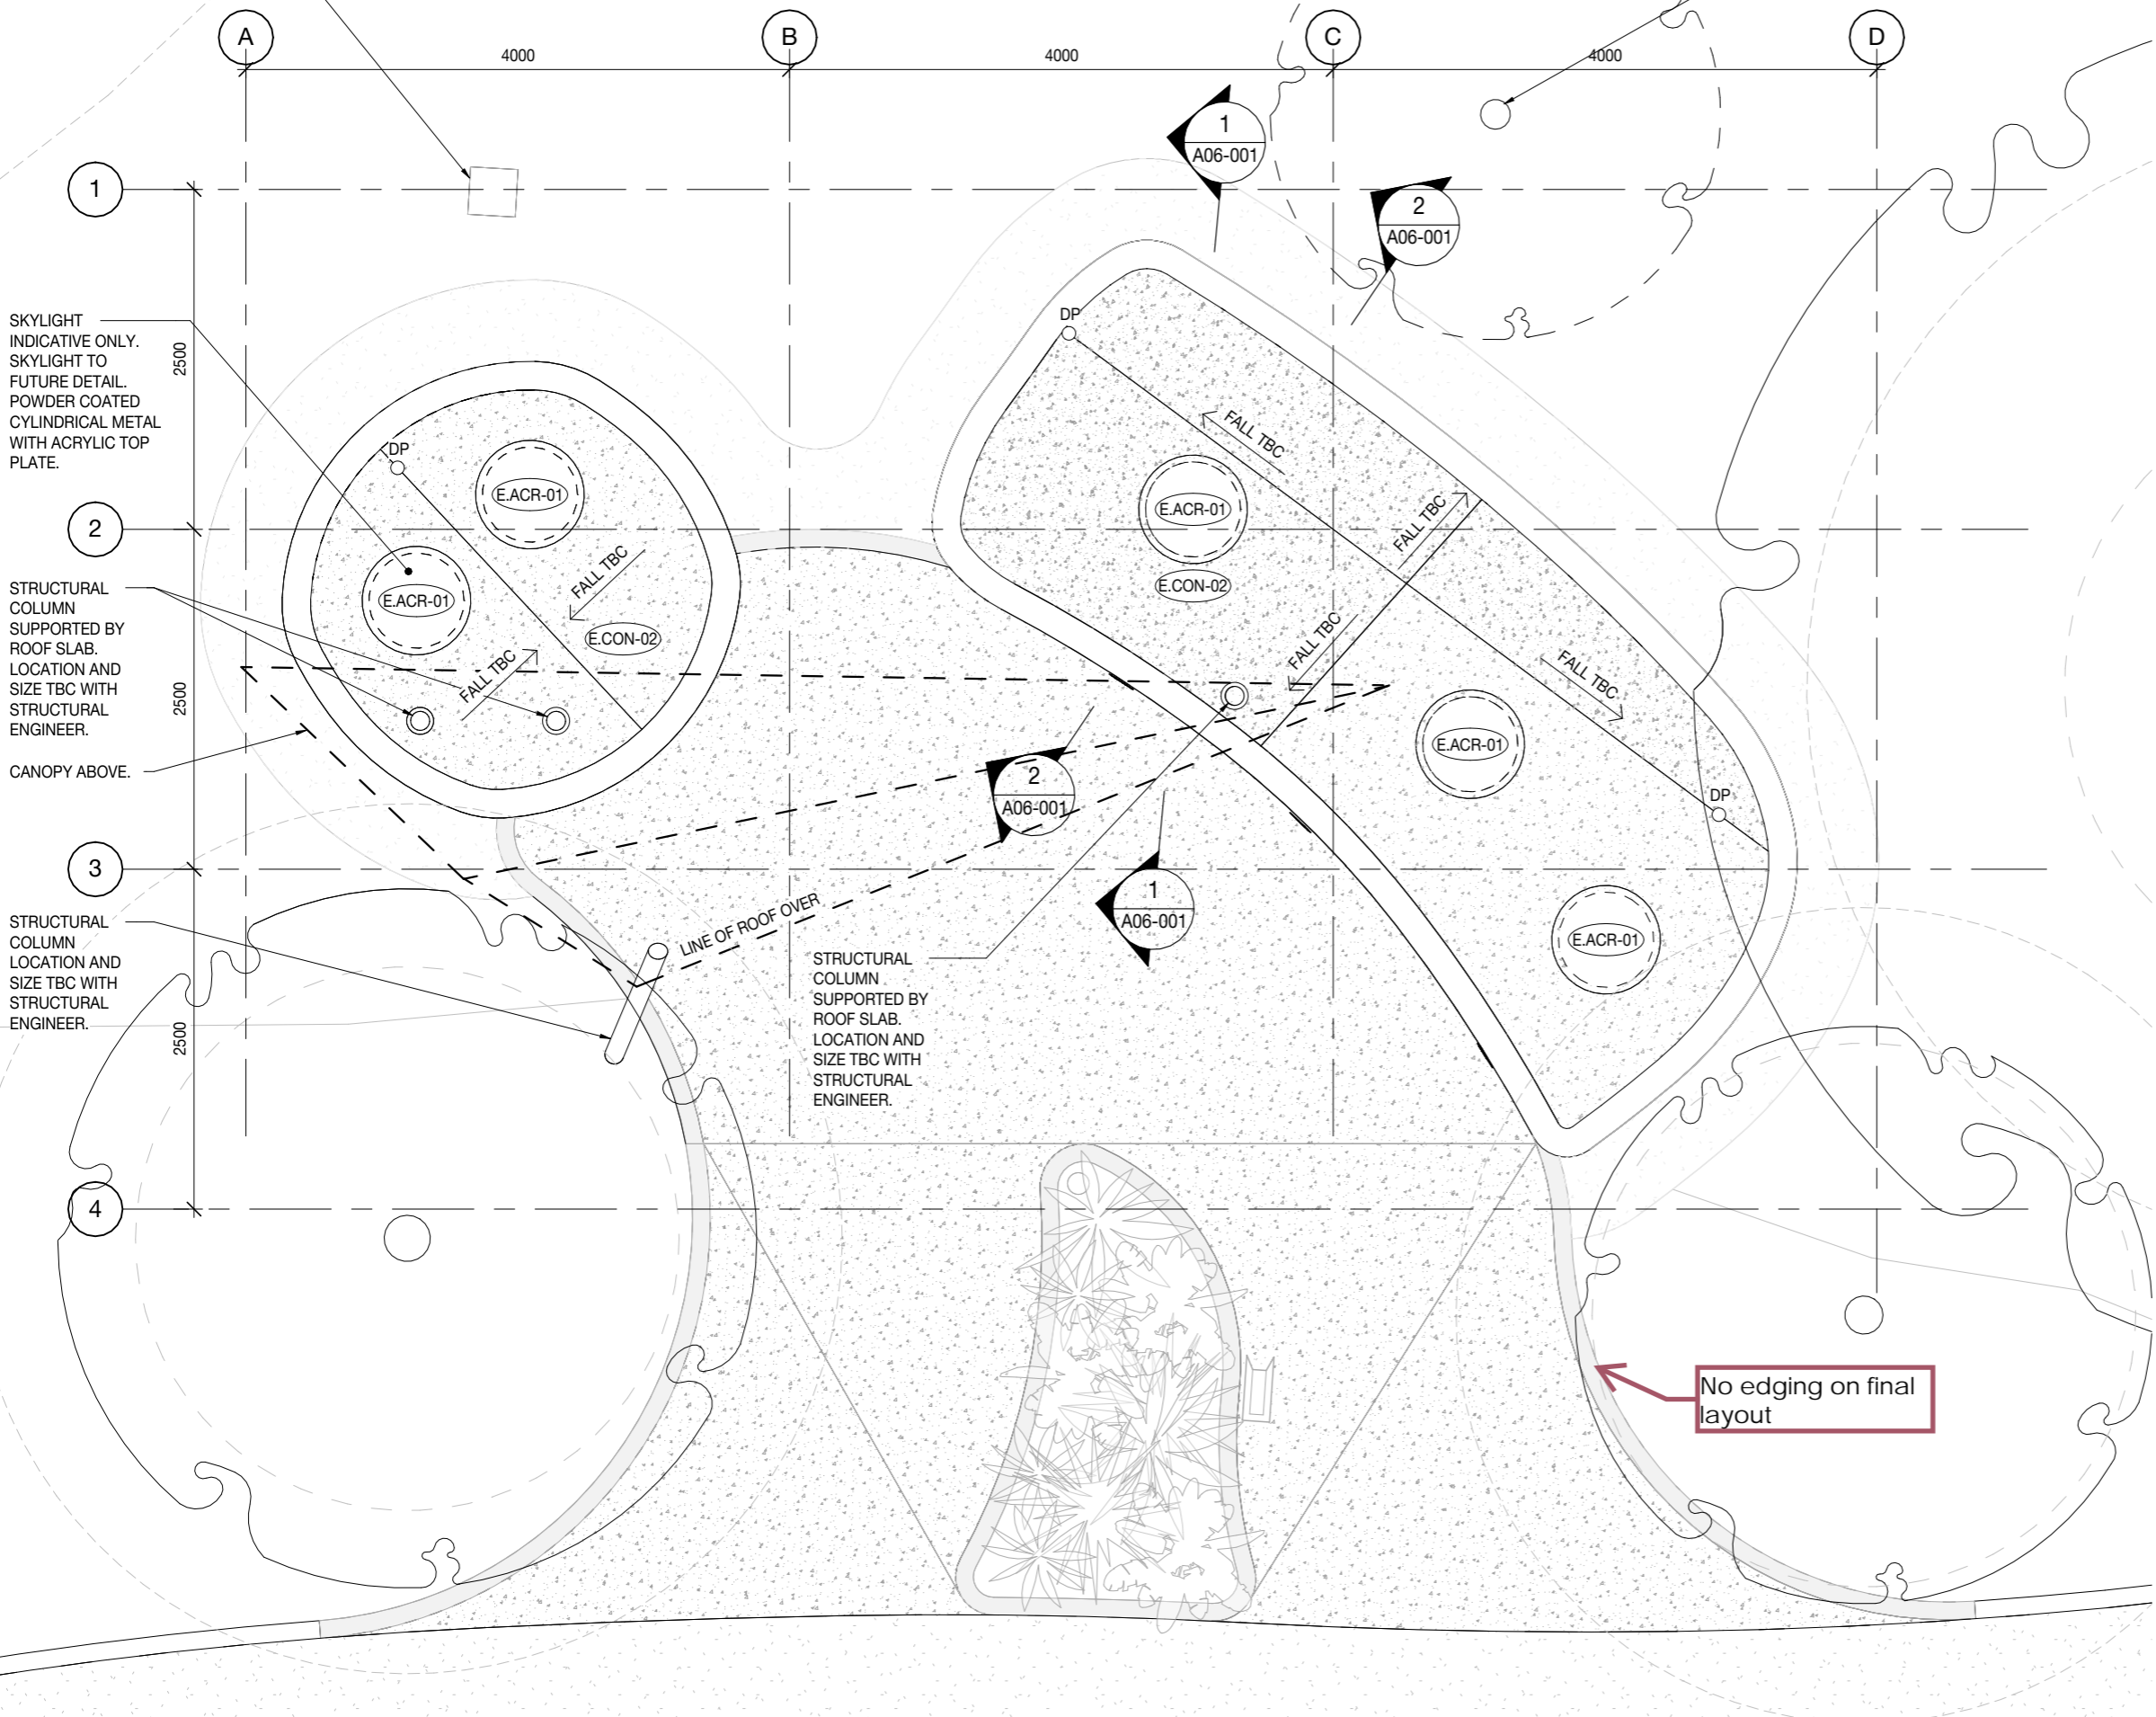 A
B
C
D
4000
4000
4000
1
A06-001
2
A06-001
1
2500
DP
SKYLIGHT
INDICATIVE ONLY.
SKYLIGHT TO
FUTURE DETAIL.
POWDER COATED
CYLINDRICAL METAL
WITH ACRYLIC TOP
PLATE.
DP
FALL TBC
E.ACR-01
E.ACR-01
2
FALL TBC
FALL TBC
E.CON-02
E.ACR-01
E.CON-02
STRUCTURAL
COLUMN
SUPPORTED BY
ROOF SLAB.
LOCATION AND
SIZE TBC WITH
STRUCTURAL
ENGINEER.
2500
FALL TBC
FALL TBC
FALL TBC
CANOPY ABOVE.
E.ACR-01
2
A06-001
DP
3
1
A06-001
STRUCTURAL
COLUMN
LOCATION AND
SIZE TBC WITH
STRUCTURAL
ENGINEER.
2500
LINE OF ROOF OVER
E.ACR-01
STRUCTURAL
COLUMN
SUPPORTED BY
ROOF SLAB.
LOCATION AND
SIZE TBC WITH
STRUCTURAL
ENGINEER.
4
No edging on final
layout